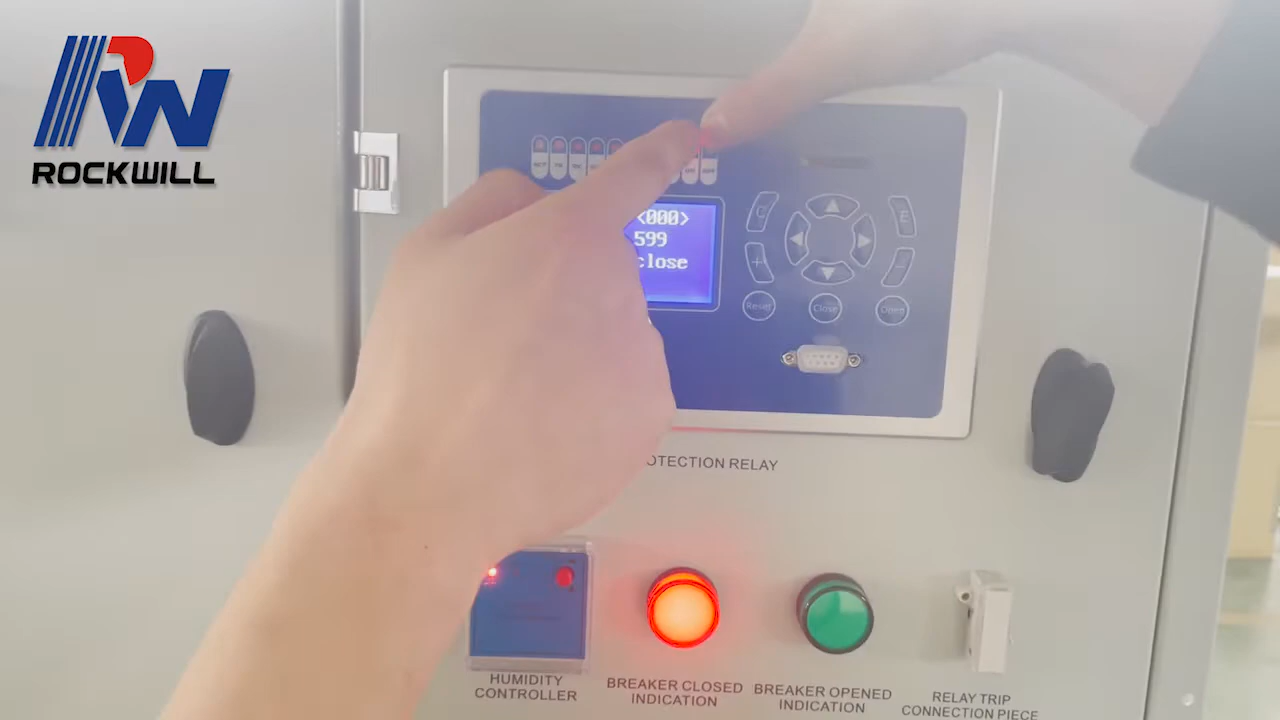 ROCKWILL
<000>
599
close
C
E
+
-
Reset
Close
Open
OTECTION RELAY
HUMIDITY
CONTROLLER
BREAKER CLOSED
INDICATION
BREAKER OPENED
INDICATION
RELAY TRIP
CONNECTION PIECE